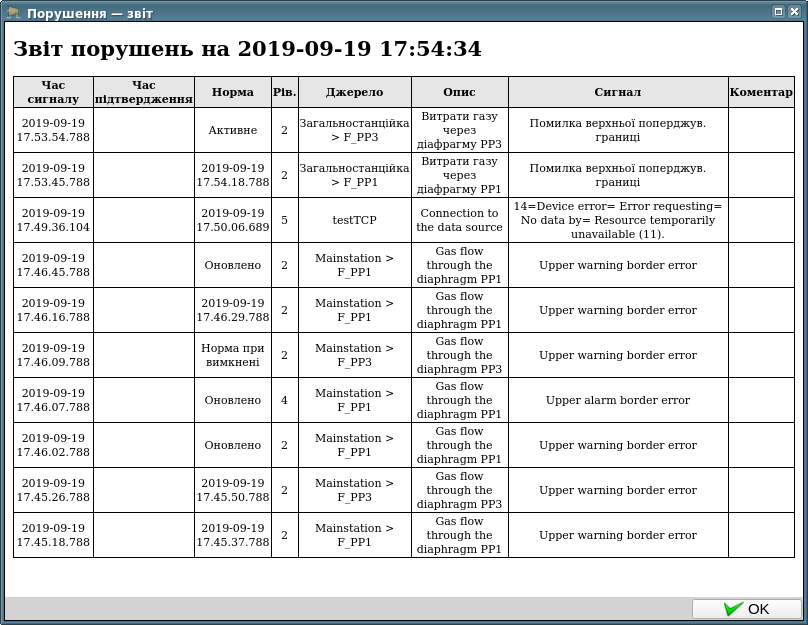 Порушення — звіт
Звіт порушень на 2019-09-19 17:54:34
Час сигналу Час підтвердження Норма Рів. Джерело Опис Сигнал Коментар
2019-09-19 17.53.54.788 Активне 2 Загальностанційка > F_PP3 Витрати газу через діафрагму PP3 Помилка верхньої поперджув. границі
2019-09-19 17.53.45.788 2019-09-19 17.54.18.788 2 Загальностанційка > F_PP1 Витрати газу через діафрагму PP1 Помилка верхньої поперджув. границі
2019-09-19 17.49.36.104 2019-09-19 17.50.06.689 5 testTCP Connection to the data source 14=Device error= Error requesting= No data by= Resource temporarily unavailable (11).
2019-09-19 17.46.45.788 Оновлено 2 Mainstation > F_PP1 Gas flow through the diaphragm PP1 Upper warning border error
2019-09-19 17.46.16.788 2019-09-19 17.46.29.788 2 Mainstation > F_PP1 Gas flow through the diaphragm PP1 Upper warning border error
2019-09-19 17.46.09.788 Норма при вимкнені 2 Mainstation > F_PP3 Gas flow through the diaphragm PP3 Upper warning border error
2019-09-19 17.46.07.788 Оновлено 4 Mainstation > F_PP1 Gas flow through the diaphragm PP1 Upper alarm border error
2019-09-19 17.46.02.788 Оновлено 2 Mainstation > F_PP1 Gas flow through the diaphragm PP1 Upper warning border error
2019-09-19 17.45.26.788 2019-09-19 17.45.50.788 2 Mainstation > F_PP3 Gas flow through the diaphragm PP3 Upper warning border error
2019-09-19 17.45.18.788 2019-09-19 17.45.37.788 2 Mainstation > F_PP1 Gas flow through the diaphragm PP1 Upper warning border error
OK